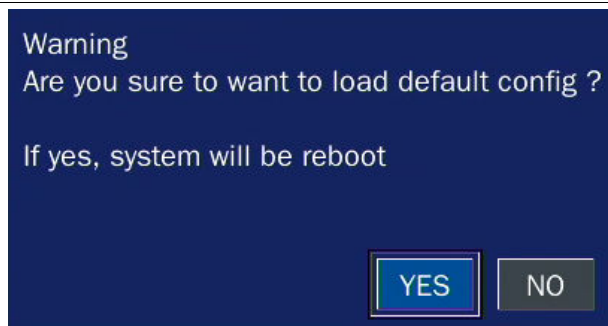 Warning
Are you sure to want to load default config ?
If yes, system will be reboot
YES NO